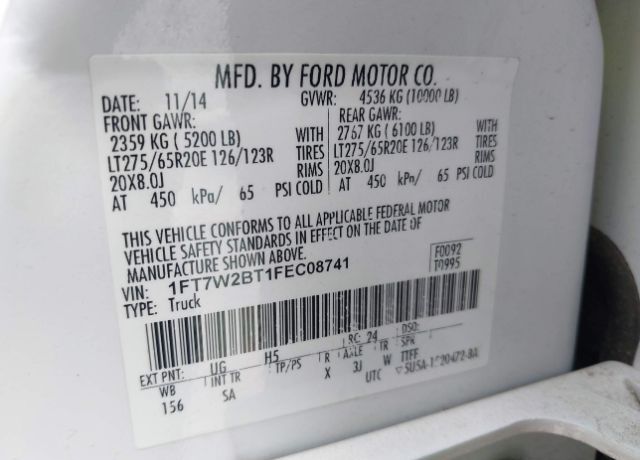 MFD. BY FORD MOTOR CO.
DATE: 11/14 GVWR: 4536 KG (10000 LB)
FRONT GAWR: REAR GAWR:
2359 KG ( 5200 LB) WITH 2767 KG ( 6100 LB) WITH
LT275/65R20E 126/123R TIRES LT275/65R20E 126/123R TIRES
20X8.0J RIMS 20X8.0J RIMS
AT 450 kPa/ 65 PSI COLD AT 450 kPa/ 65 PSI COLD
THIS VEHICLE CONFORMS TO ALL APPLICABLE FEDERAL MOTOR
VEHICLE SAFETY STANDARDS IN EFFECT ON THE DATE OF
MANUFACTURE SHOWN ABOVE. F0092
VIN: 1FT7W2BT1FEC08741 T0995
TYPE: Truck
EXT PNT: UG H5 RC: 24 DSO:
WB INT TR TP/PS R AXLE TR SPR
156 SA X 3J W TTFF
UTC